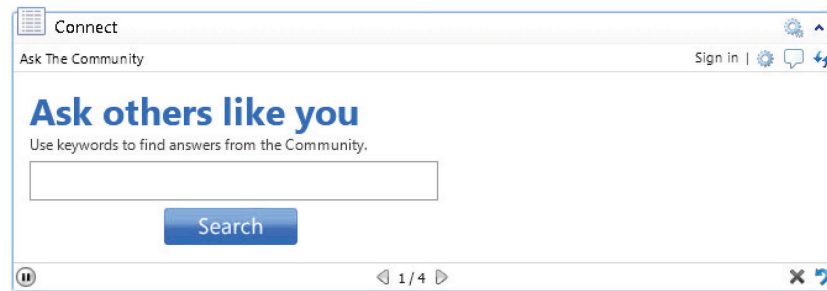 Connect
Ask The Community
Sign in |
Ask others like you
Use keywords to find answers from the Community.
Search
1/4